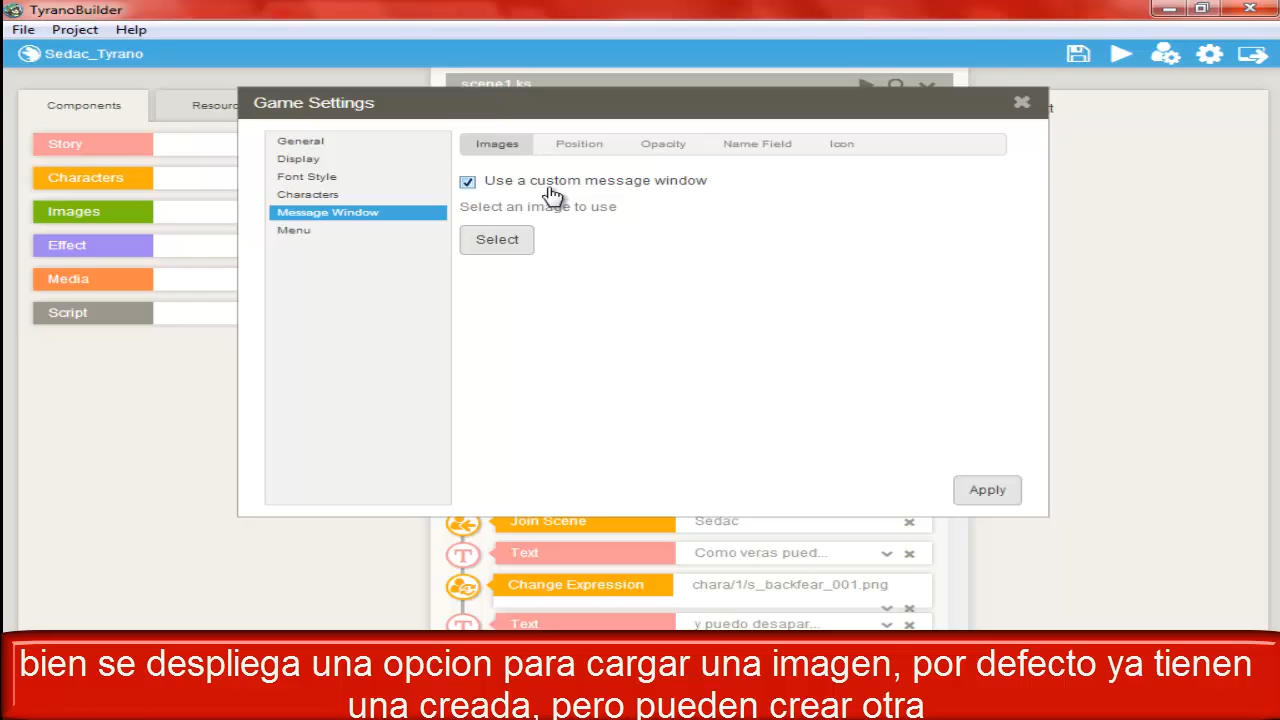 TyranoBuilder
File Project Help
Sedac_Tyrano
scene1.ks
Components
Game Settings
General
Display
Font Style
Characters
Message Window
Menu
Images Position Opacity Name Field Icon
Use a custom message window
Select an image to use
Select
Apply
Story
Characters
Images
Effect
Media
Script
Join Scene Sedac
Text Como veras pued...
Change Expression chara/1/s_backfear_001.png
Text y puedo desapar...
bien se despliega una opcion para cargar una imagen, por defecto ya tienen
una creada, pero pueden crear otra